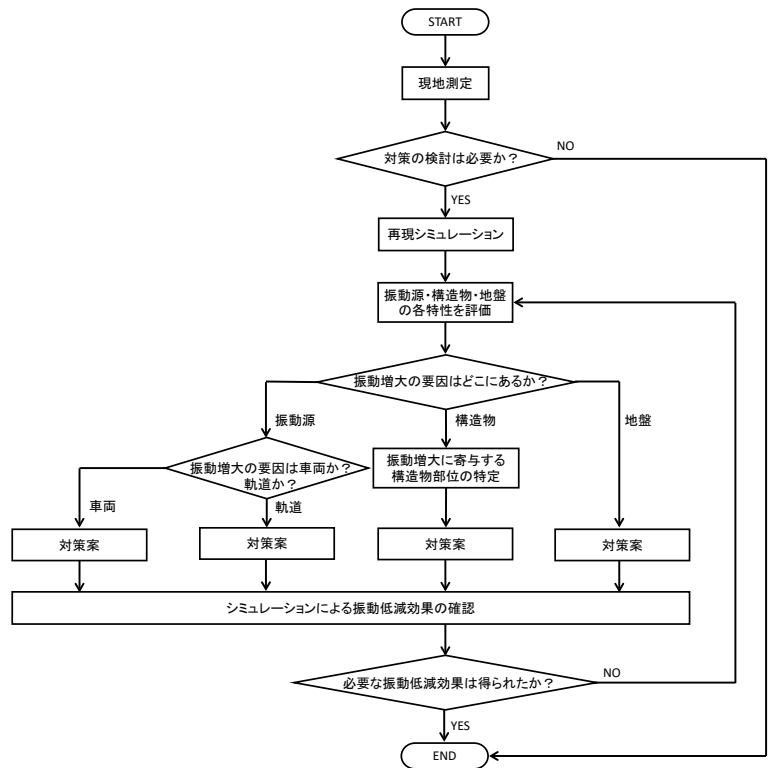 START
現地測定
対策の検討は必要か？
NO
YES
再現シミュレーション
振動源・構造物・地盤
の各特性を評価
振動増大の要因はどこにあるか？
振動源
構造物
地盤
振動増大の要因は車両か？
軌道か？
振動増大に寄与する
構造物部位の特定
車両
軌道
対策案
対策案
対策案
対策案
シミュレーションによる振動低減効果の確認
必要な振動低減効果は得られたか？
NO
YES
END